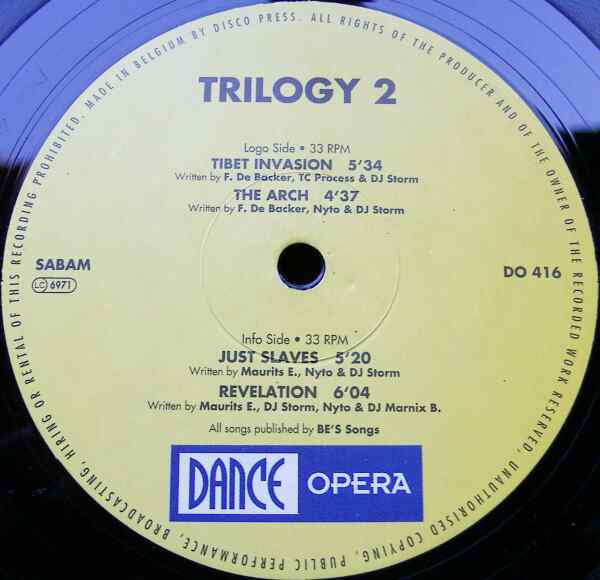 MADE IN BELGIUM BY DISCO PRESS. ALL RIGHTS OF THE PRODUCER AND OF THE OWNER OF THE RECORDED WORK RESERVED. UNAUTHORISED COPYING, PUBLIC PERFORMANCE, BROADCASTING, HIRING OR RENTAL OF THIS RECORDING PROHIBITED.
TRILOGY 2
Logo Side • 33 RPM
TIBET INVASION 5'34
Written by F. De Backer, TC Process & DJ Storm
THE ARCH 4'37
Written by F. De Backer, Nyto & DJ Storm
SABAM
LC 6971
DO 416
Info Side • 33 RPM
JUST SLAVES 5'20
Written by Maurits E., Nyto & DJ Storm
REVELATION 6'04
Written by Maurits E., DJ Storm, Nyto & DJ Marnix B.
All songs published by BE'S Songs
DANCE OPERA